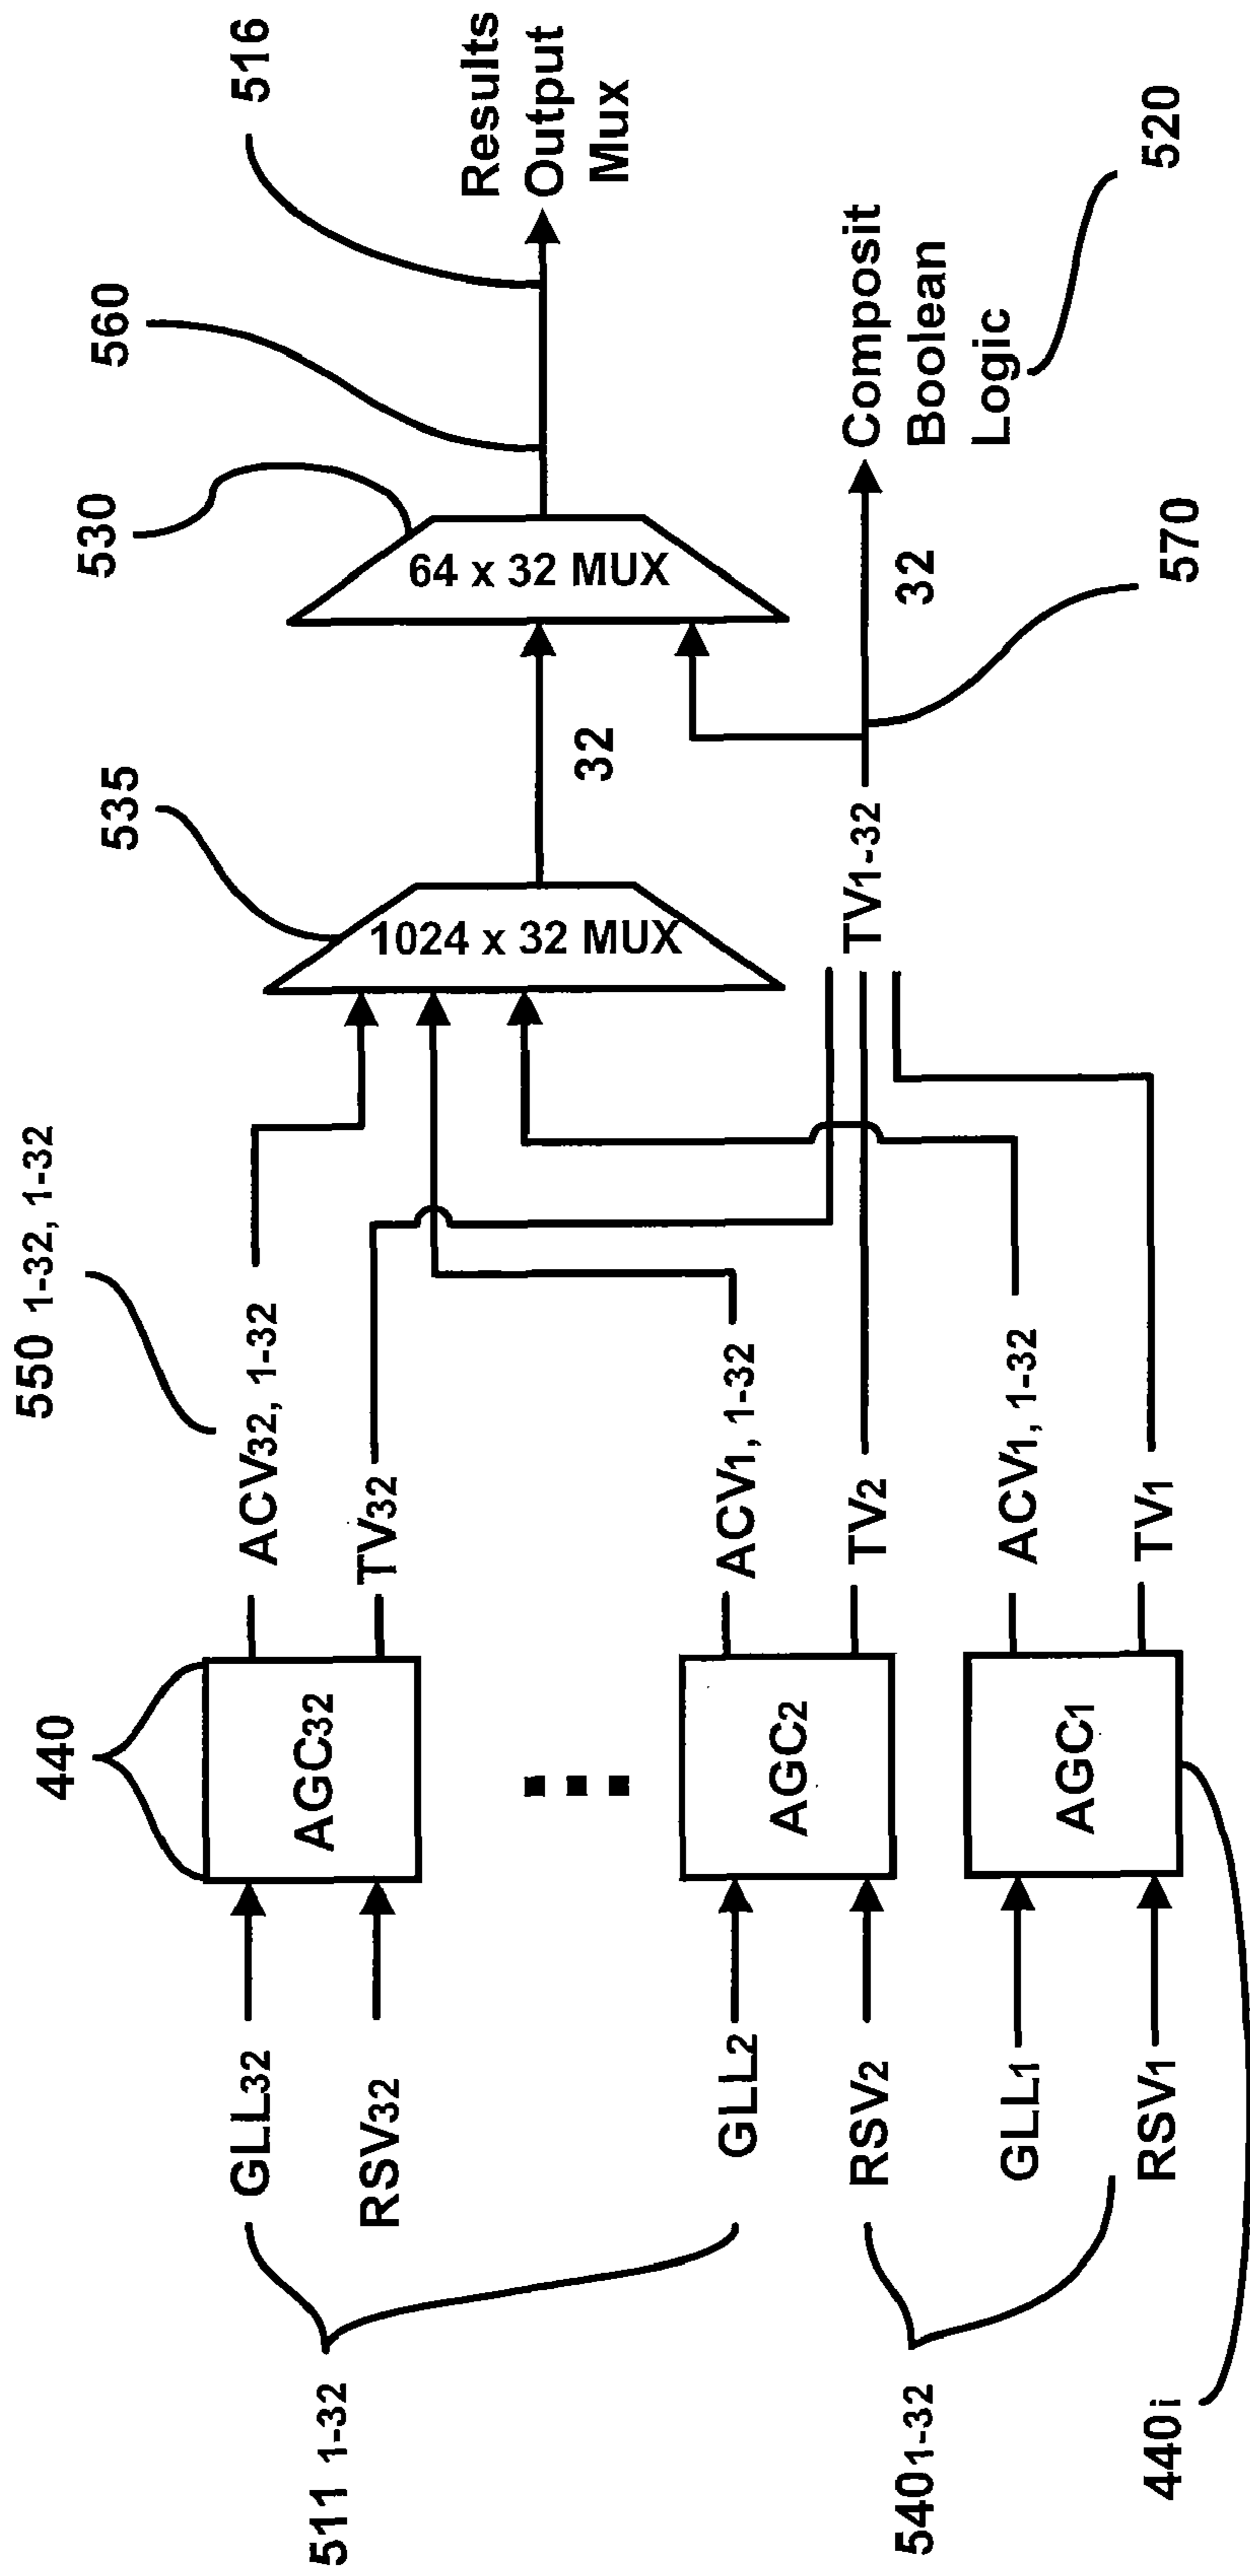 550 1-32, 1-32
535
530
560
516
440
GLL32
RSV32
AGC32
ACV32, 1-32
TV32
1024 x 32 MUX
32
64 x 32 MUX
Results
Output
Mux
511 1-32
GLL2
RSV2
AGC2
ACV1, 1-32
TV2
TV1-32
32
Composit
Boolean
Logic
GLL1
RSV1
AGC1
ACV1, 1-32
TV1
540 1-32
440i
570
520